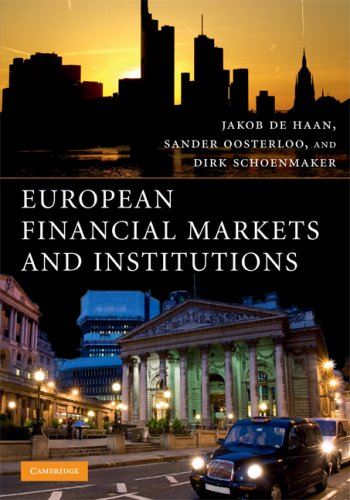 JAKOB DE HAAN,
SANDER OOSTERLOO, AND
DIRK SCHOENMAKER
EUROPEAN
FINANCIAL MARKETS
AND INSTITUTIONS
CAMBRIDGE